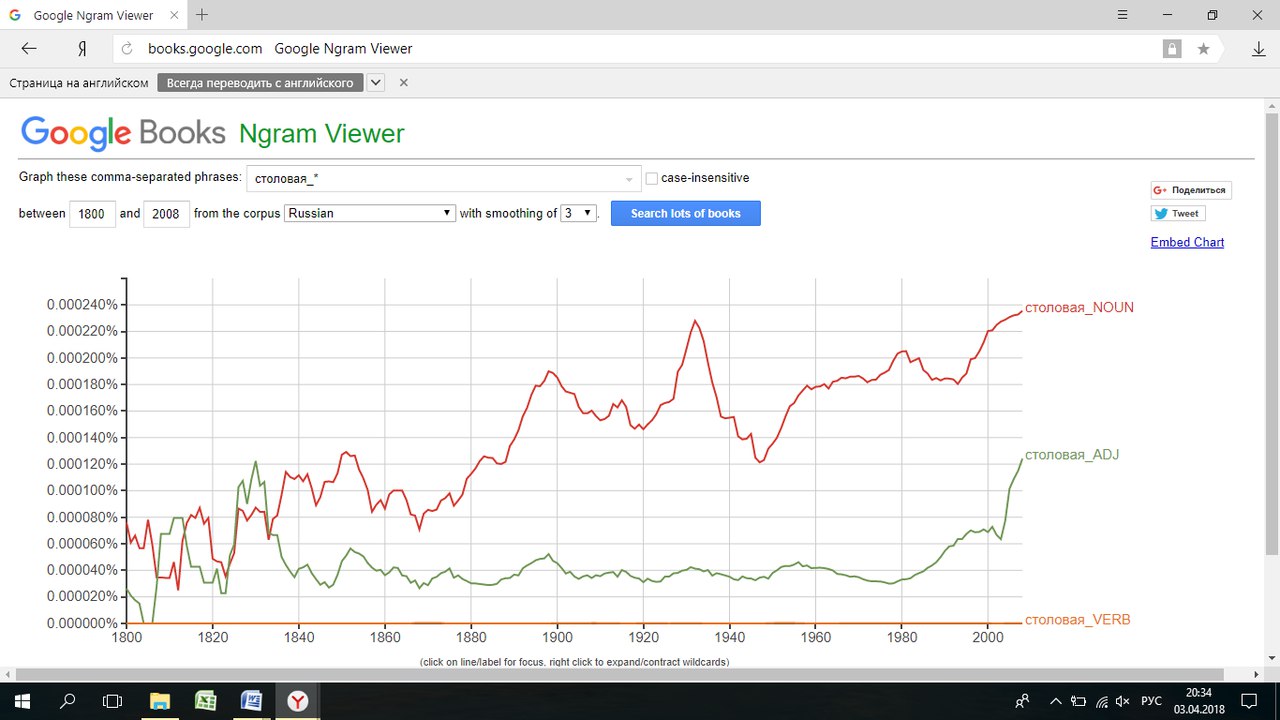 Google Ngram Viewer
books.google.com Google Ngram Viewer
Страница на английском Всегда переводить с английского
Google Books Ngram Viewer
Graph these comma-separated phrases: столовая_* case-insensitive
between 1800 and 2008 from the corpus Russian with smoothing of 3 . Search lots of books
G+ Поделиться
Tweet
Embed Chart
0.000240%
0.000220%
0.000200%
0.000180%
0.000160%
0.000140%
0.000120%
0.000100%
0.000080%
0.000060%
0.000040%
0.000020%
0.000000%
столовая_NOUN
столовая_ADJ
столовая_VERB
1800 1820 1840 1860 1880 1900 1920 1940 1960 1980 2000
(click on line/label for focus, right click to expand/contract wildcards)
РУС
20:34
03.04.2018